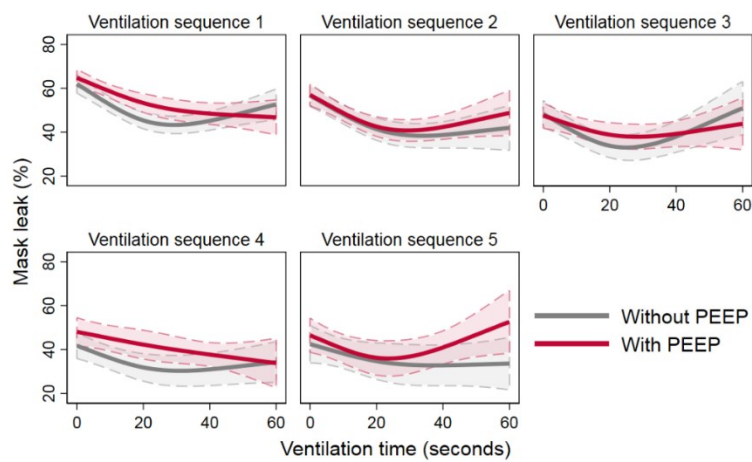 Ventilation sequence 1
Ventilation sequence 2
Ventilation sequence 3
80
60
40
20
0
20
40
60
Ventilation sequence 4
Ventilation sequence 5
80
60
40
20
0
20
40
60
0
20
40
60
Mask leak (%)
Ventilation time (seconds)
Without PEEP
With PEEP